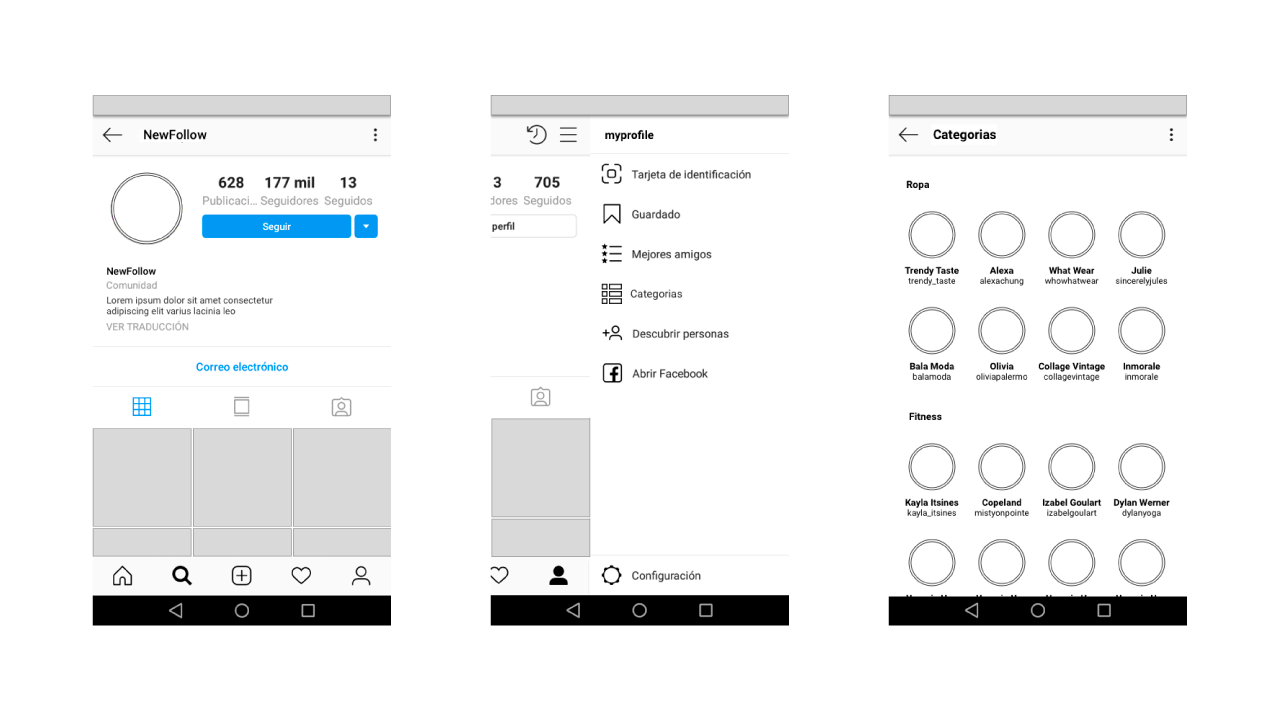 NewFollow
628 177 mil 13
Publicaci... Seguidores Seguidos
Seguir
NewFollow
Comunidad
Lorem ipsum dolor sit amet consectetur
adipiscing elit varius lacinia leo
VER TRADUCCIÓN
Correo electrónico
myprofile
3 705
dores Seguidos
perfil
Tarjeta de identificación
Guardado
Mejores amigos
Categorias
Descubrir personas
Abrir Facebook
Configuración
Categorias
Ropa
Trendy Taste Alexa What Wear Julie
trendy_taste alexachung whowhatwear sincerelyjules
Bala Moda Olivia Collage Vintage Inmorale
balamoda oliviapalermo collagevintage inmorale
Fitness
Kayla Itsines Copeland Izabel Goulart Dylan Werner
kayla_itsines mistyonpointe izabelgoulart dylanyoga